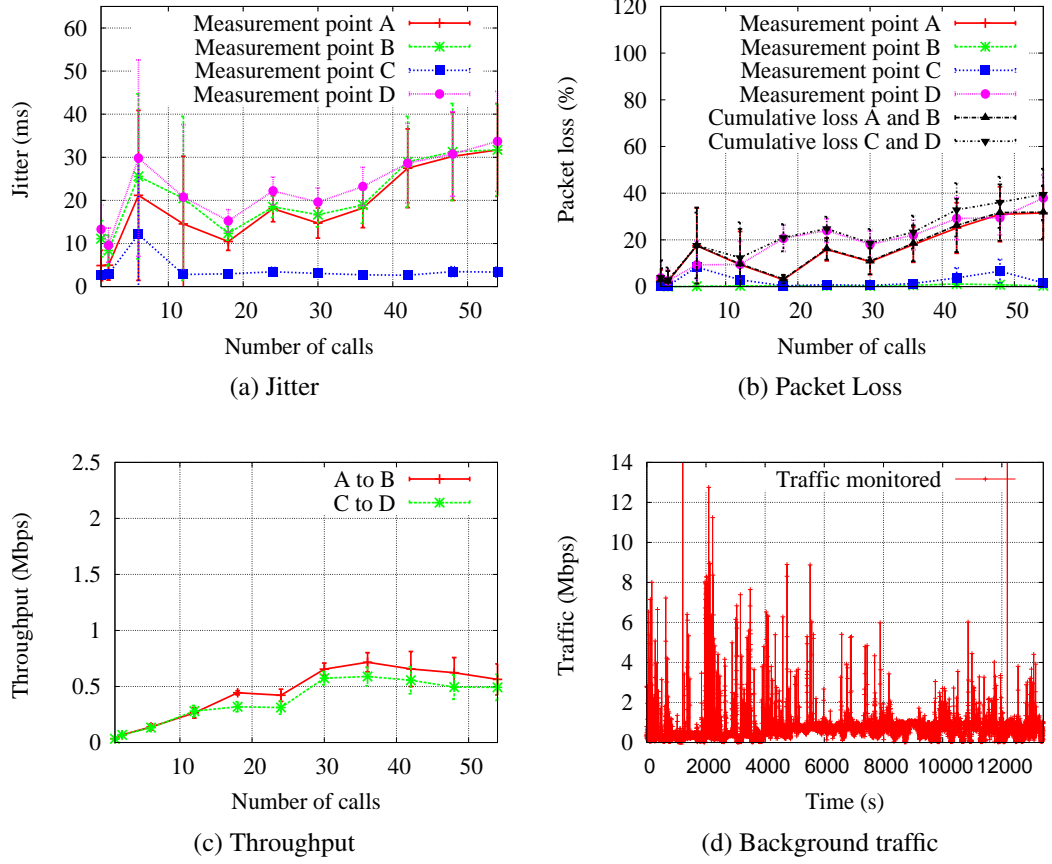 65
60
50
40
30
20
10
0
Jitter (ms)
Measurement point A
Measurement point B
Measurement point C
Measurement point D
10 20 30 40 50
Number of calls
(a) Jitter
120
100
80
60
40
20
0
Packet loss (%)
Measurement point A
Measurement point B
Measurement point C
Measurement point D
Cumulative loss A and B
Cumulative loss C and D
10 20 30 40 50
Number of calls
(b) Packet Loss
2.5
2
1.5
1
0.5
0
Throughput (Mbps)
A to B
C to D
10 20 30 40 50
Number of calls
(c) Throughput
14
12
10
8
6
4
2
0
Traffic (Mbps)
Traffic monitored
0 2000 4000 6000 8000 10000 12000
Time (s)
(d) Background traffic